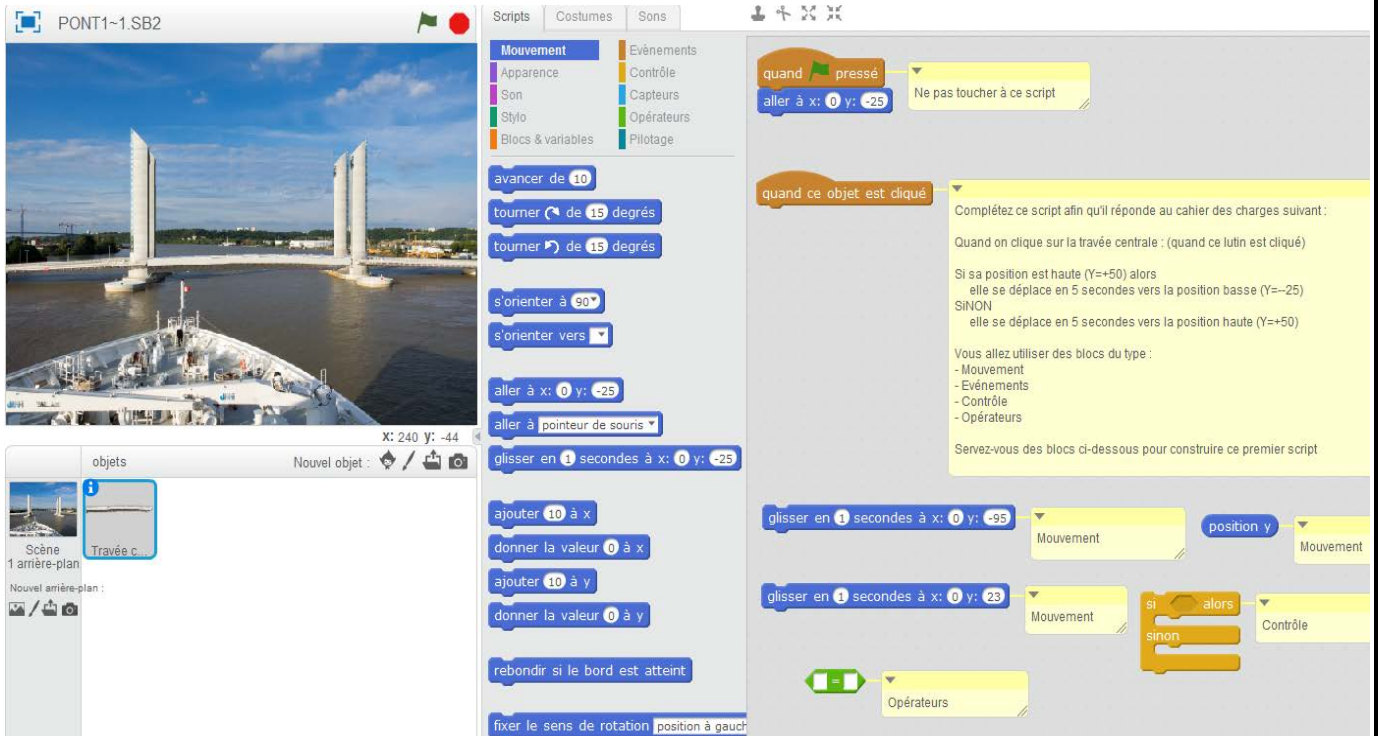 PONT1~1.SB2
X: 240 y: -44
objets
Nouvel objet :
Scène
1 arrière-plan
Nouvel arrière-plan :
Travée c...
Scripts
Costumes
Sons
Mouvement
Evènements
Apparence
Contrôle
Son
Capteurs
Stylo
Opérateurs
Blocs & variables
Pilotage
avancer de 10
tourner de 15 degrés
tourner de 15 degrés
s'orienter à 90
s'orienter vers
aller à x: 0 y: -25
aller à pointeur de souris
glisser en 1 secondes à x: 0 y: -25
ajouter 10 à x
donner la valeur 0 à x
ajouter 10 à y
donner la valeur 0 à y
rebondir si le bord est atteint
fixer le sens de rotation position à gauch
quand pressé
aller à x: 0 y: -25
Ne pas toucher à ce script
quand ce objet est cliqué
Complétez ce script afin qu'il réponde au cahier des charges suivant :
Quand on clique sur la travée centrale : (quand ce lutin est cliqué)
Si sa position est haute (Y=+50) alors
elle se déplace en 5 secondes vers la position basse (Y=--25)
SiNON
elle se déplace en 5 secondes vers la position haute (Y=+50)
Vous allez utiliser des blocs du type :
- Mouvement
- Evénements
- Contrôle
- Opérateurs
Servez-vous des blocs ci-dessous pour construire ce premier script
glisser en 1 secondes à x: 0 y: -95
Mouvement
position y
Mouvement
glisser en 1 secondes à x: 0 y: 23
Mouvement
si alors
sinon
Contrôle
=
Opérateurs